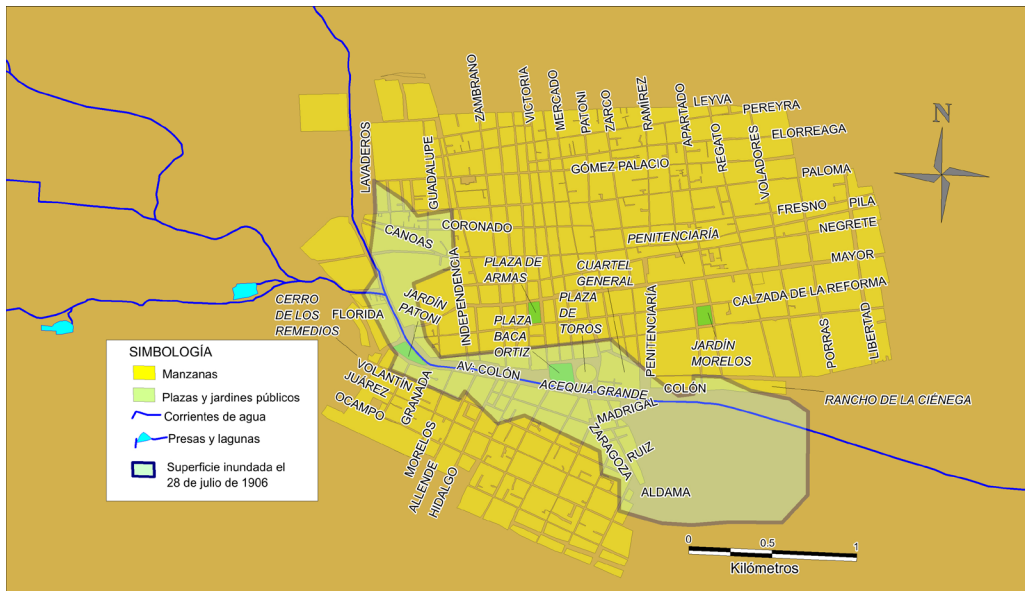 ZAMBRANO
VICTORIA
MERCADO
PATONI
ZARCO
RAMÍREZ
APARTADO
LEYVA
PEREYRA
REGATO
VOLADORES
ELORREAGA
N
LAVADEROS
GUADALUPE
GÓMEZ PALACIO
PALOMA
FRESNO
PILA
NEGRETE
CANOAS
CORONADO
PENITENCIARÍA
MAYOR
INDEPENDENCIA
PLAZA DE
ARMAS
CUARTEL
GENERAL
CALZADA DE LA REFORMA
CERRO
DE LOS
REMEDIOS
FLORIDA
JARDÍN
PATONI
PLAZA
BACA
ORTIZ
PLAZA
DE
TOROS
PENITENCIARÍA
JARDÍN
MORELOS
PORRAS
LIBERTAD
VOLANTIN
JUÁREZ
OCAMPO
GRANADA
AV. COLÓN
ACEQUIA GRANDE
COLÓN
RANCHO DE LA CIÉNEGA
MADRIGAL
ZARAGOZA
RUIZ
MORELOS
ALLENDE
HIDALGO
ALDAMA
SIMBOLOGÍA
Manzanas
Plazas y jardines públicos
Corrientes de agua
Presas y lagunas
Superficie inundada el
28 de julio de 1906
0 0.5 1
Kilómetros